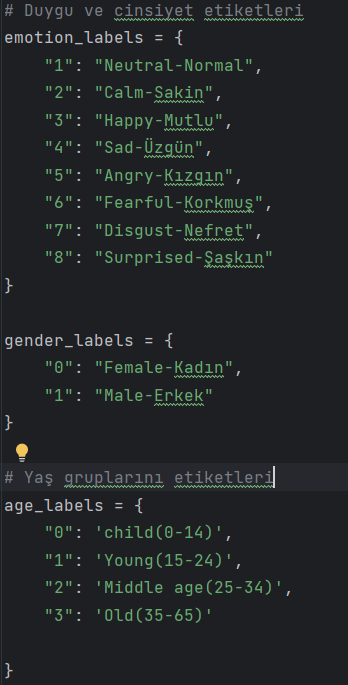 # Duygu ve cinsiyet etiketleri
emotion_labels = {
    "1": "Neutral-Normal",
    "2": "Calm-Sakin",
    "3": "Happy-Mutlu",
    "4": "Sad-Üzgün",
    "5": "Angry-Kızgın",
    "6": "Fearful-Korkmuş",
    "7": "Disgust-Nefret",
    "8": "Surprised-Şaşkın"
}
gender_labels = {
    "0": "Female-Kadın",
    "1": "Male-Erkek"
}
# Yaş gruplarını etiketleri
age_labels = {
    "0": 'child(0-14)',
    "1": 'Young(15-24)',
    "2": 'Middle age(25-34)',
    "3": 'Old(35-65)'
}